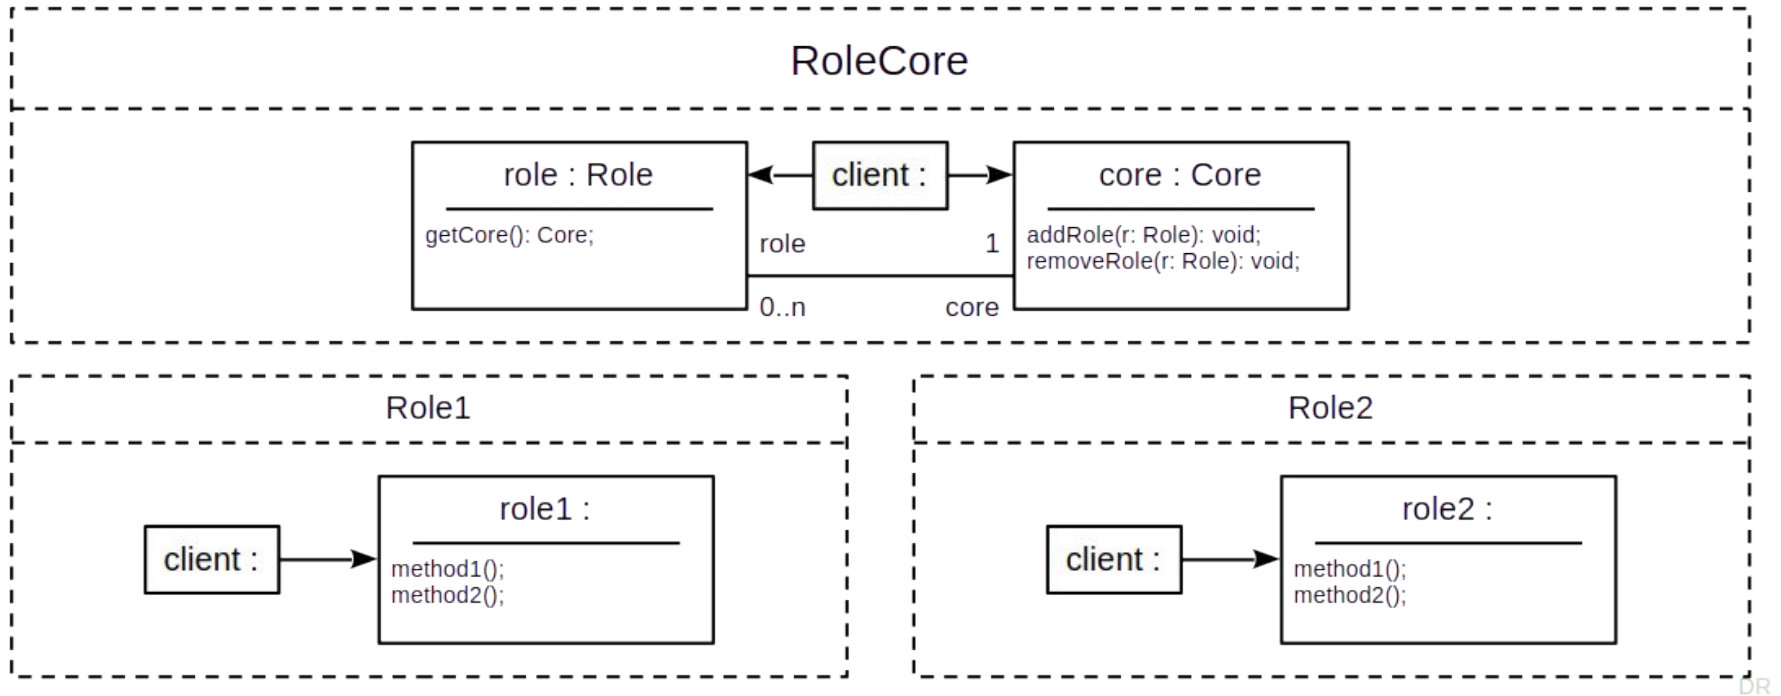 RoleCore
role : Role
client :
core : Core
getCore(): Core;
role
1
addRole(r: Role): void;
removeRole(r: Role): void;
0..n
core
Role1
Role2
role1 :
client :
method1();
method2();
role2 :
client :
method1();
method2();
DR